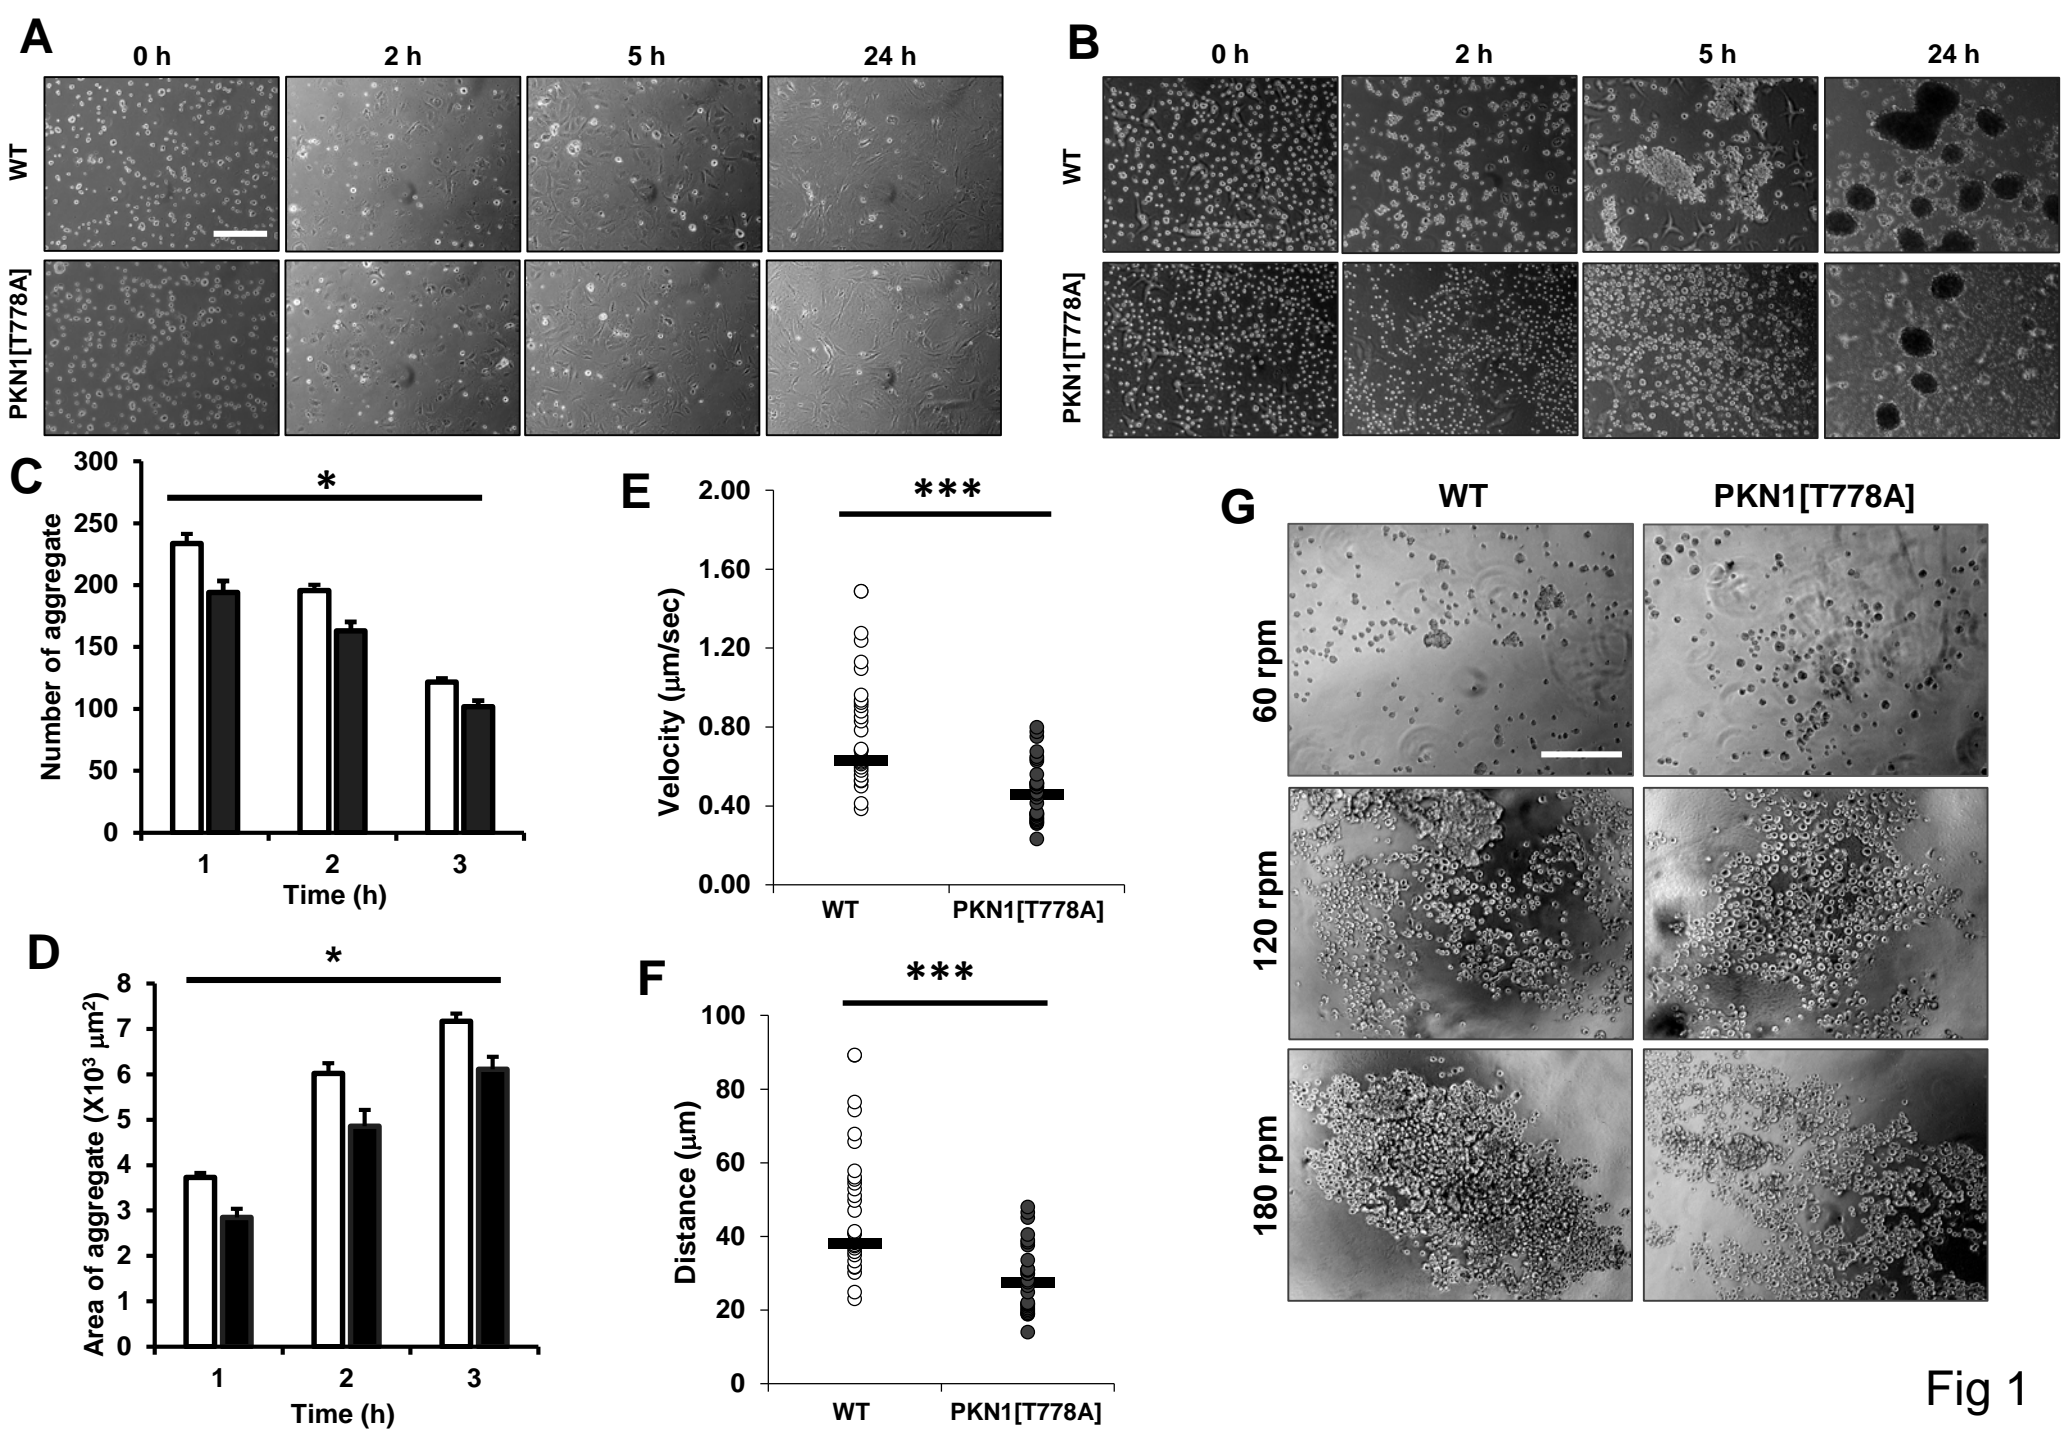 A
0 h 2 h 5 h 24 h
WT
PKN1[T778A]
B
0 h 2 h 5 h 24 h
WT
PKN1[T778A]
C
*
Number of aggregate
300
250
200
150
100
50
0
1 2 3
Time (h)
D
*
Area of aggregate (X10³ μm²)
8
7
6
5
4
3
2
1
0
1 2 3
Time (h)
E
***
Velocity (μm/sec)
2.00
1.60
1.20
0.80
0.40
0.00
WT PKN1[T778A]
F
***
Distance (μm)
100
80
60
40
20
0
WT PKN1[T778A]
G
WT PKN1[T778A]
60 rpm
120 rpm
180 rpm
Fig 1